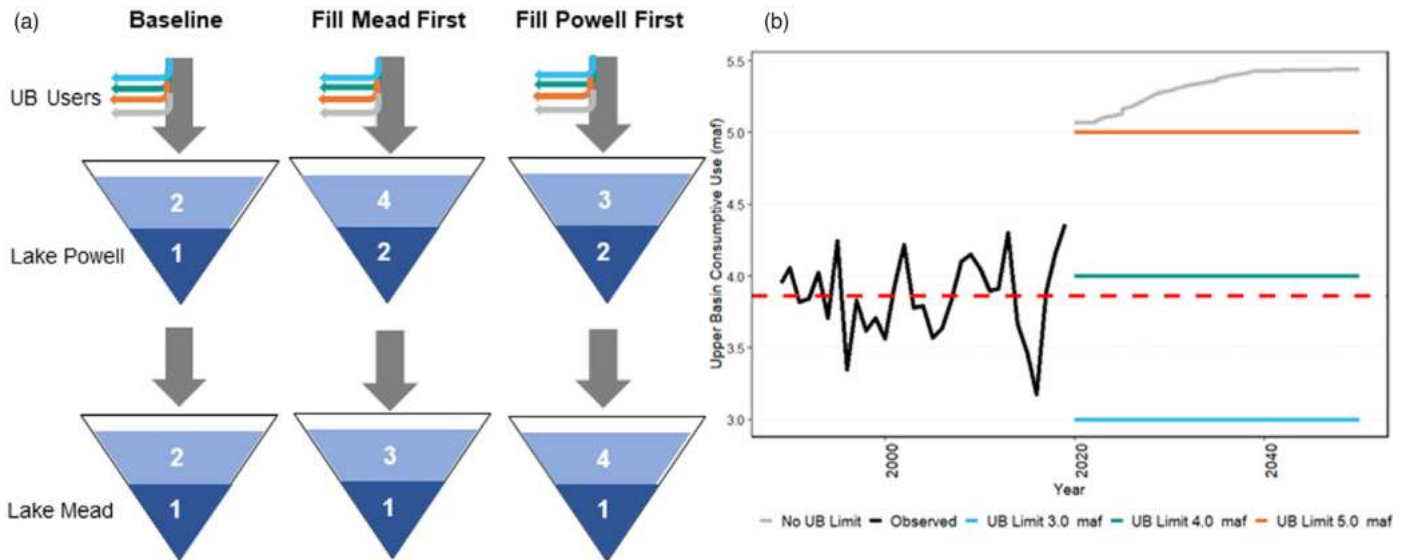 (a)
Baseline
Fill Mead First
Fill Powell First
UB Users
2
4
3
Lake Powell
1
2
2
2
3
4
Lake Mead
1
1
1
(b)
Upper Basin Consumptive Use (maf)
5.5
5.0
4.5
4.0
3.5
3.0
2000
2020
2040
Year
No UB Limit
Observed
UB Limit 3.0 maf
UB Limit 4.0 maf
UB Limit 5.0 maf